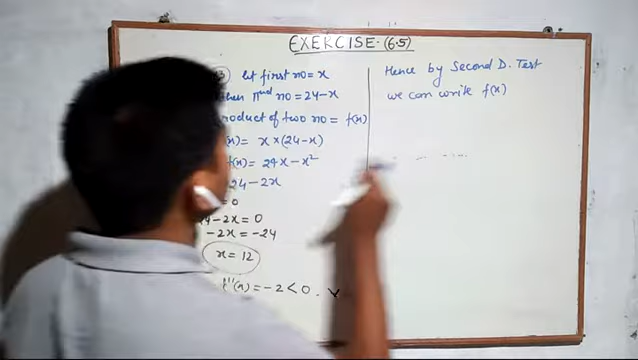 EXERCISE-(6.5)
let first no = x
IInd no = 24-x
product of two no = f(x)
= x×(24-x)
f(x) = 24x-x²
24-2x
= 0
-2x = 0
-2x = -24
x = 12
f''(x) = -2 < 0.
Hence by Second D. Test
we can write f(x)